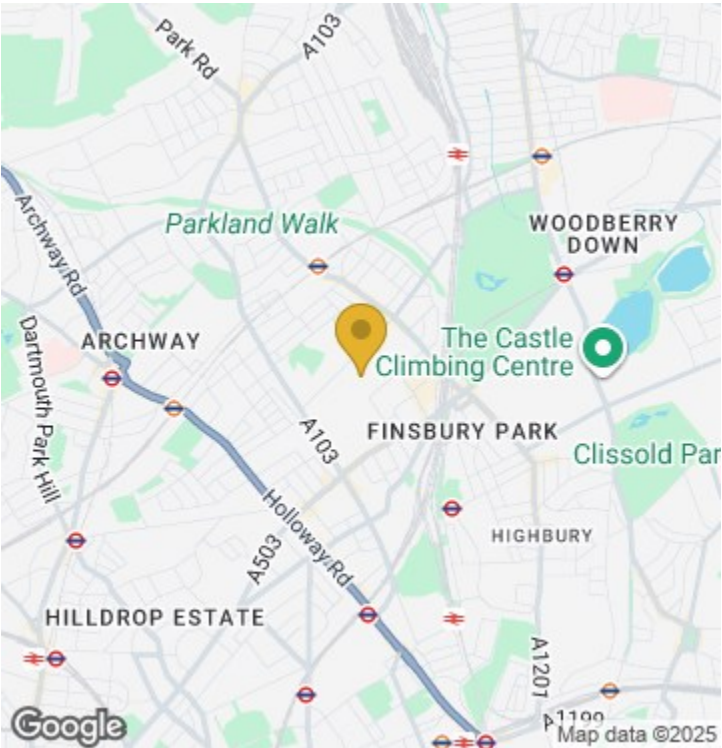 Park Rd
A103
Parkland Walk
WOODBERRY
DOWN
Archway Rd
ARCHWAY
The Castle
Climbing Centre
Dartmouth Park Hill
A103
FINSBURY PARK
Clissold Par
Holloway Rd
A503
HIGHBURY
HILLDROP ESTATE
A1201
A1199
Google
Map data ©2025